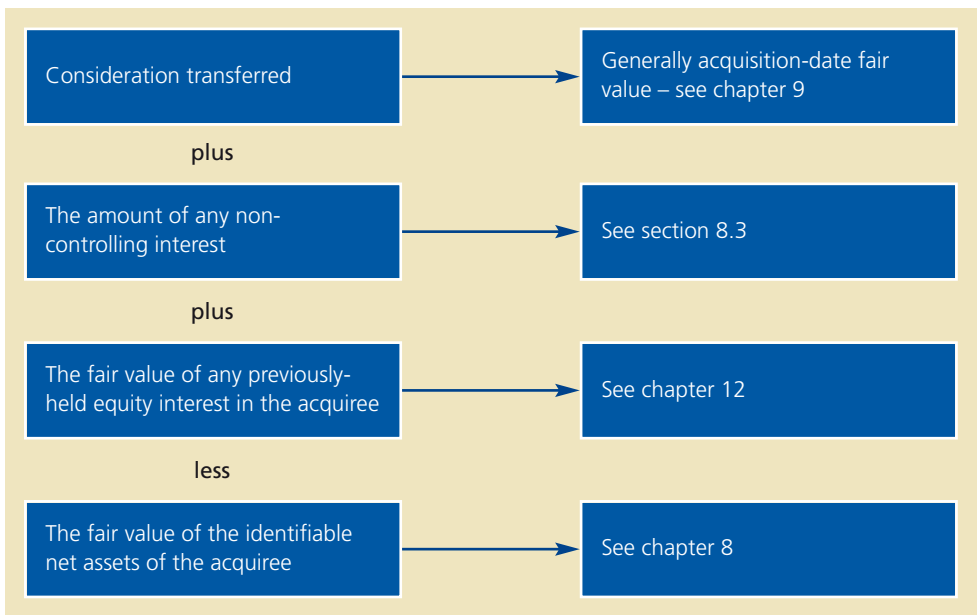 Consideration transferred
Generally acquisition-date fair
value – see chapter 9
plus
The amount of any non-
controlling interest
See section 8.3
plus
The fair value of any previously-
held equity interest in the acquiree
See chapter 12
less
The fair value of the identifiable
net assets of the acquiree
See chapter 8